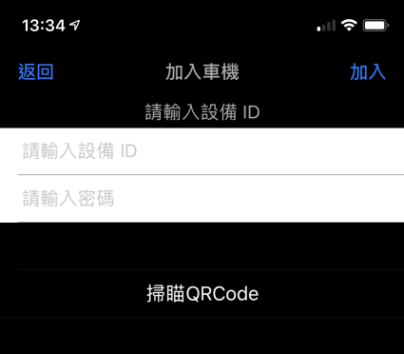 13:34
返回 加入車機 加入
請輸入設備 ID
請輸入設備 ID
請輸入密碼
掃瞄QRCode